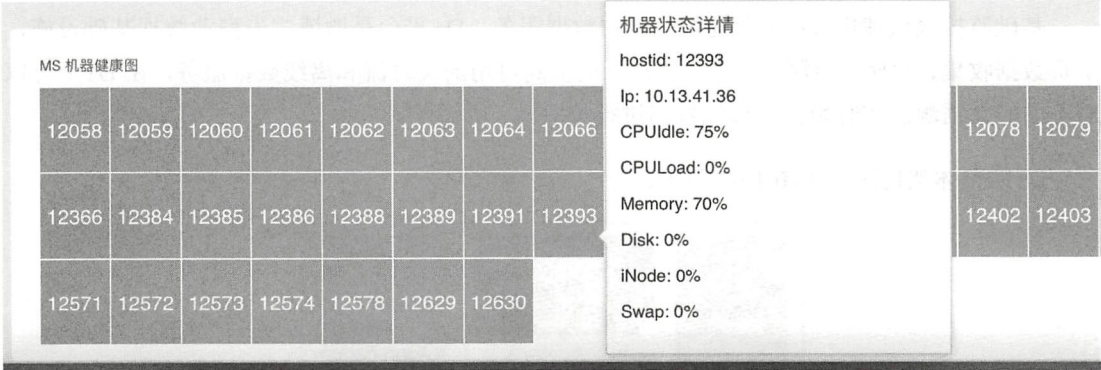 MS 机器健康图
12058 12059 12060 12061 12062 12063 12064 12066 12078 12079
12366 12384 12385 12386 12388 12389 12391 12393 12402 12403
12571 12572 12573 12574 12578 12629 12630
机器状态详情
hostid: 12393
Ip: 10.13.41.36
CPUIdle: 75%
CPULoad: 0%
Memory: 70%
Disk: 0%
iNode: 0%
Swap: 0%